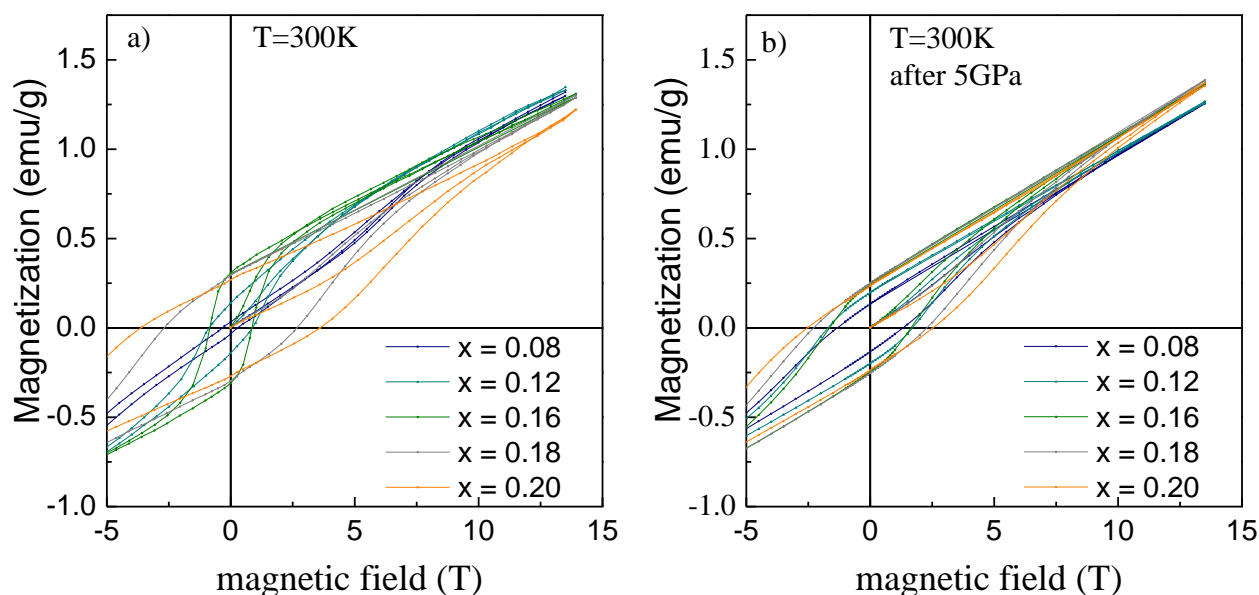 a)
T=300K
1.5
1.0
0.5
0.0
-0.5
-1.0
Magnetization (emu/g)
-5 0 5 10 15
magnetic field (T)
x = 0.08
x = 0.12
x = 0.16
x = 0.18
x = 0.20
b)
T=300K
after 5GPa
1.5
1.0
0.5
0.0
-0.5
-1.0
Magnetization (emu/g)
-5 0 5 10 15
magnetic field (T)
x = 0.08
x = 0.12
x = 0.16
x = 0.18
x = 0.20